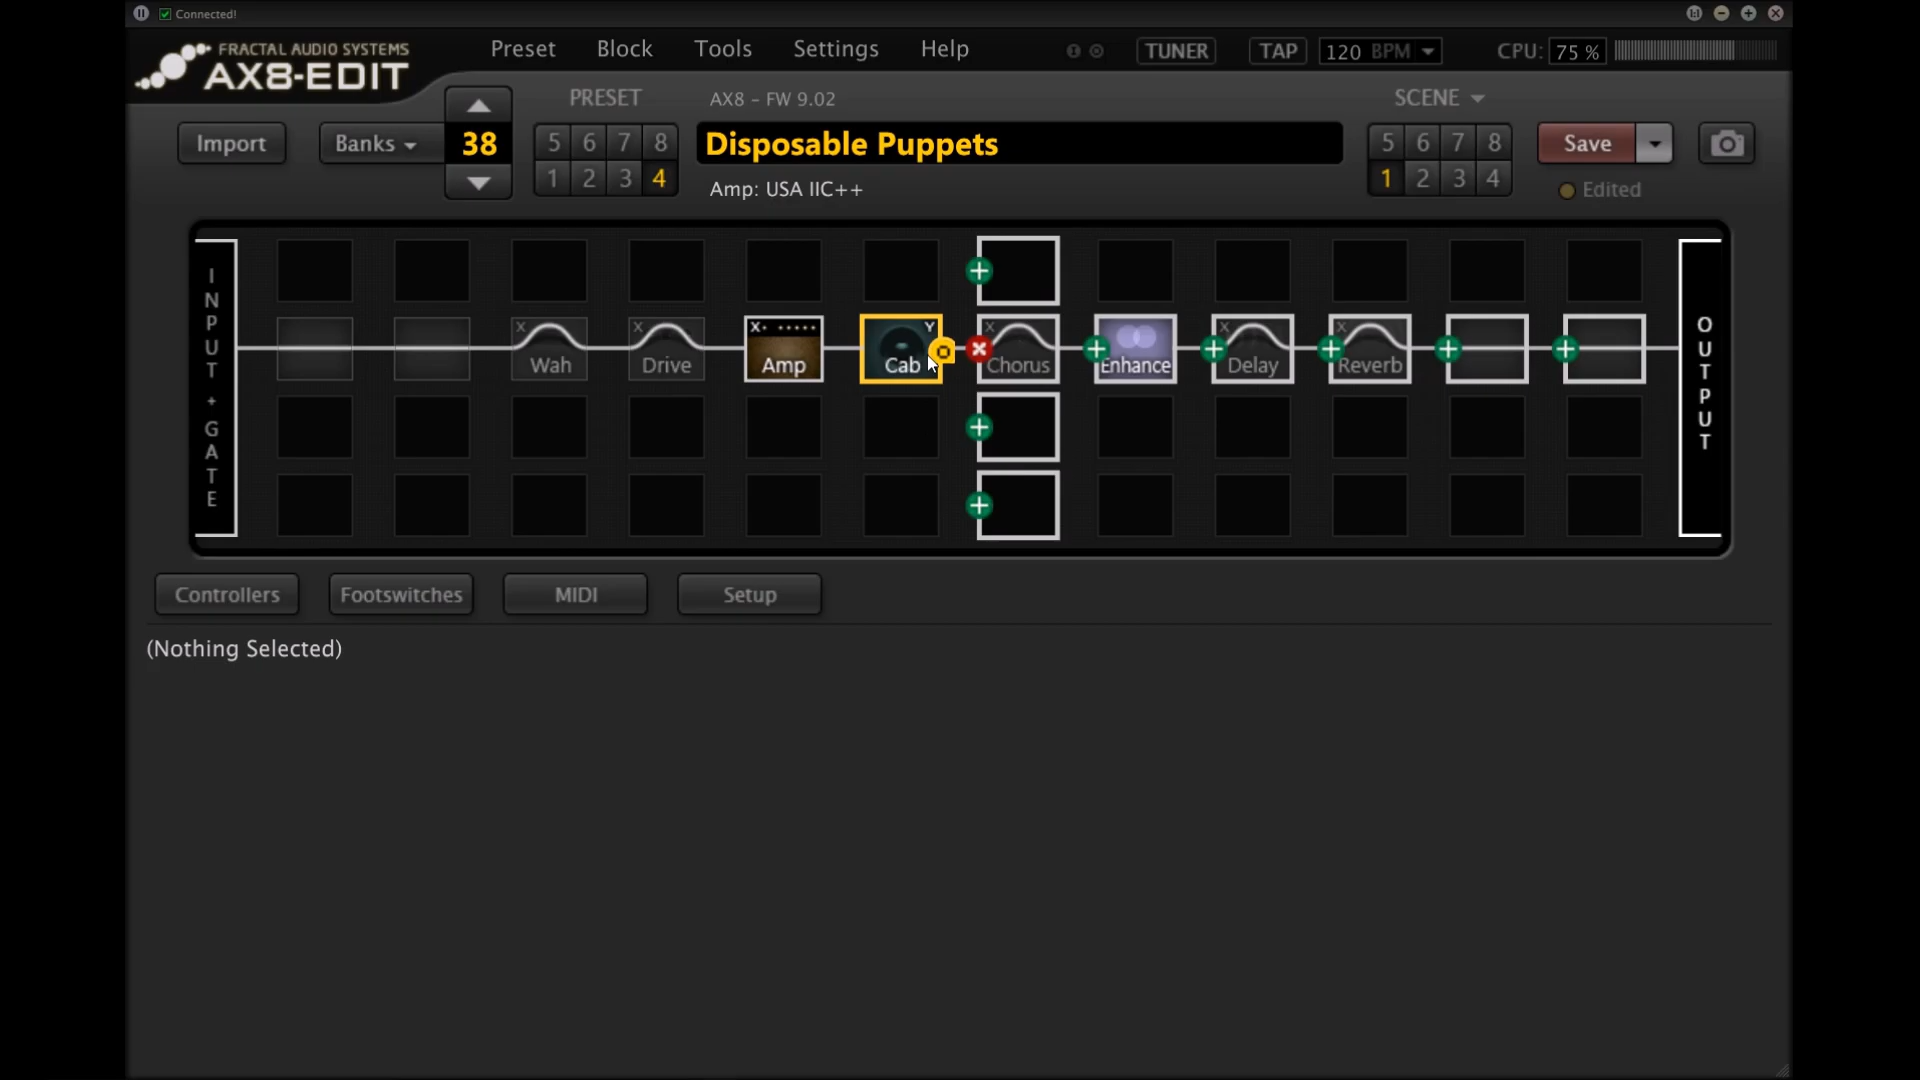 Connected!
FRACTAL AUDIO SYSTEMS
AX8-EDIT
Preset Block Tools Settings Help
TUNER TAP 120 BPM CPU: 75 %
PRESET AX8 – FW 9.02 SCENE
Import Banks 38
5 6 7 8
1 2 3 4
Disposable Puppets
Amp: USA IIC++
5 6 7 8
1 2 3 4
Save
Edited
INPUT + GATE
X Wah
X Drive
X Amp
Y Cab
X Chorus
Enhance
X Delay
X Reverb
OUTPUT
Controllers Footswitches MIDI Setup
(Nothing Selected)